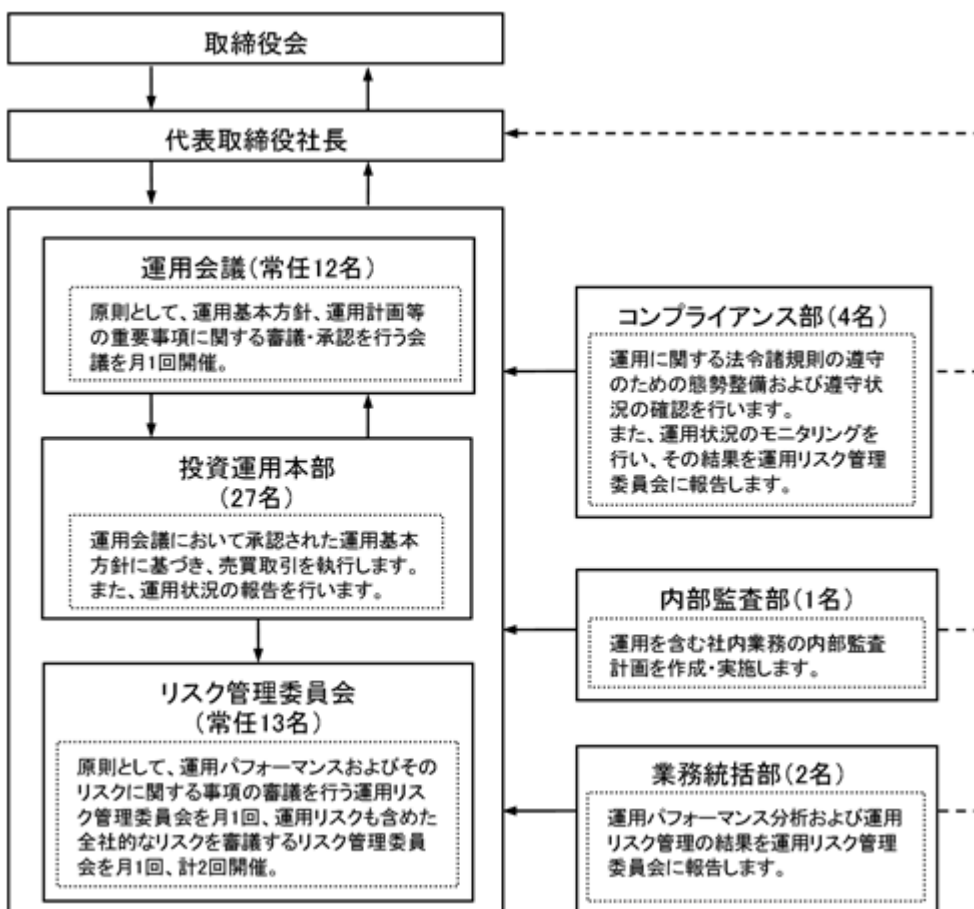 取締役会
代表取締役社長
運用会議(常任12名)
原則として、運用基本方針、運用計画等
の重要事項に関する審議・承認を行う会
議を月1回開催。
投資運用本部
(27名)
運用会議において承認された運用基本
方針に基づき、売買取引を執行します。
また、運用状況の報告を行います。
リスク管理委員会
(常任13名)
原則として、運用パフォーマンスおよびその
リスクに関する事項の審議を行う運用リス
ク管理委員会を月1回、運用リスクも含めた
全社的なリスクを審議するリスク管理委員
会を月1回、計2回開催。
コンプライアンス部(4名)
運用に関する法令諸規則の遵守
のための態勢整備および遵守状
況の確認を行います。
また、運用状況のモニタリングを
行い、その結果を運用リスク管理
委員会に報告します。
内部監査部(1名)
運用を含む社内業務の内部監査
計画を作成・実施します。
業務統括部(2名)
運用パフォーマンス分析および運用
リスク管理の結果を運用リスク管理
委員会に報告します。